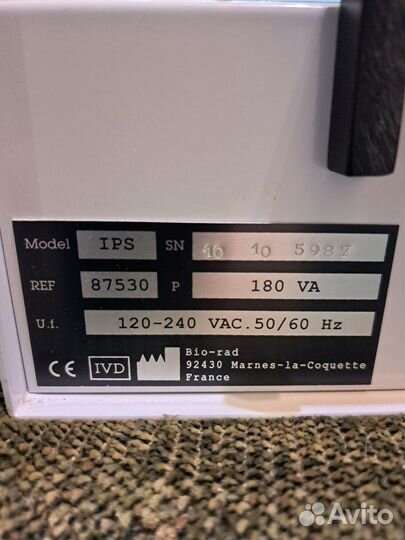 Model IPS SN 10 10 5982
REF 87530 P 180 VA
U.f. 120-240 VAC.50/60 Hz
CE IVD Bio-rad
92430 Marnes-la-Coquette
France
Avito